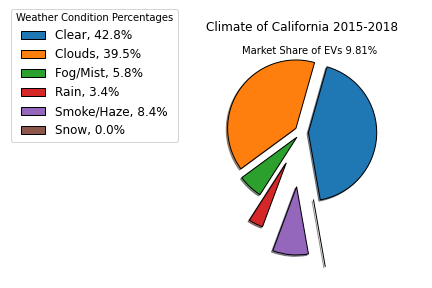 Weather Condition Percentages
Clear, 42.8%
Clouds, 39.5%
Fog/Mist, 5.8%
Rain, 3.4%
Smoke/Haze, 8.4%
Snow, 0.0%
Climate of California 2015-2018
Market Share of EVs 9.81%